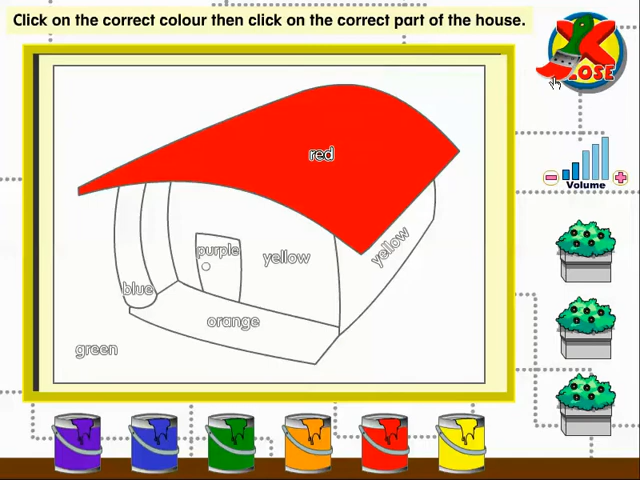 Click on the correct colour then click on the correct part of the house.
CLOSE
red
Volume
purple
yellow
yellow
blue
orange
green